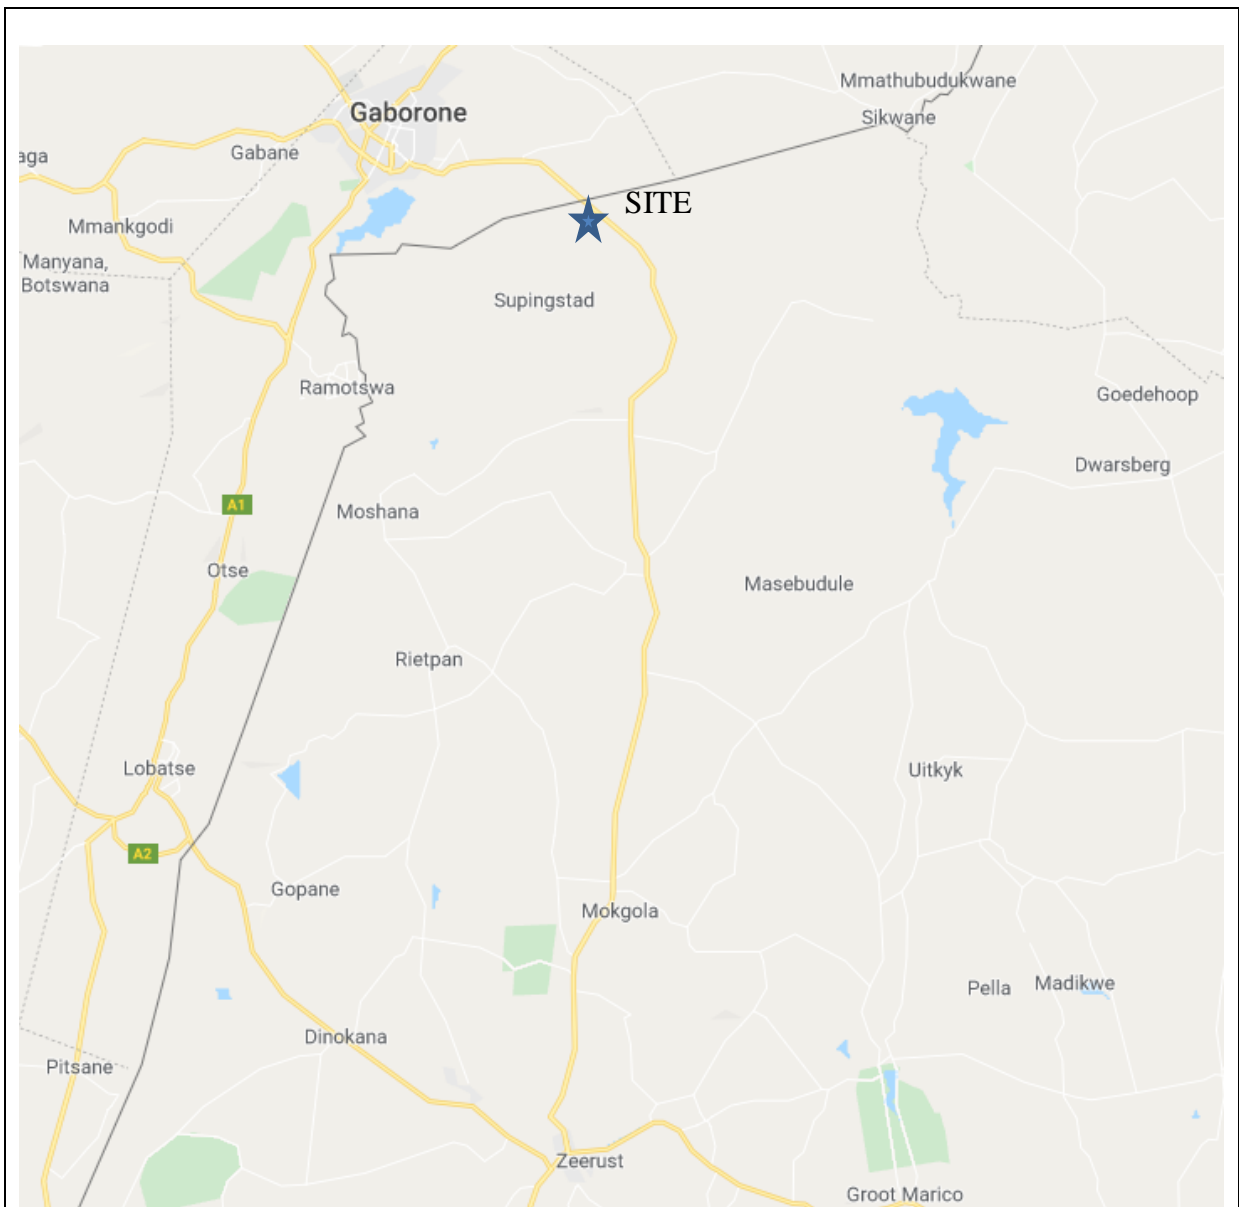 Mmathubudukwane
Gaborone
Sikwane
Gabane
aga
SITE
Mmankgodi
Manyana,
Botswana
Supingstad
Ramotswa
Goedehoop
Dwarsberg
A1
Moshana
Otse
Masebudule
Rietpan
Lobatse
Uitkyk
A2
Gopane
Mokgola
Pella
Madikwe
Dinokana
Pitsane
Zeerust
Groot Marico